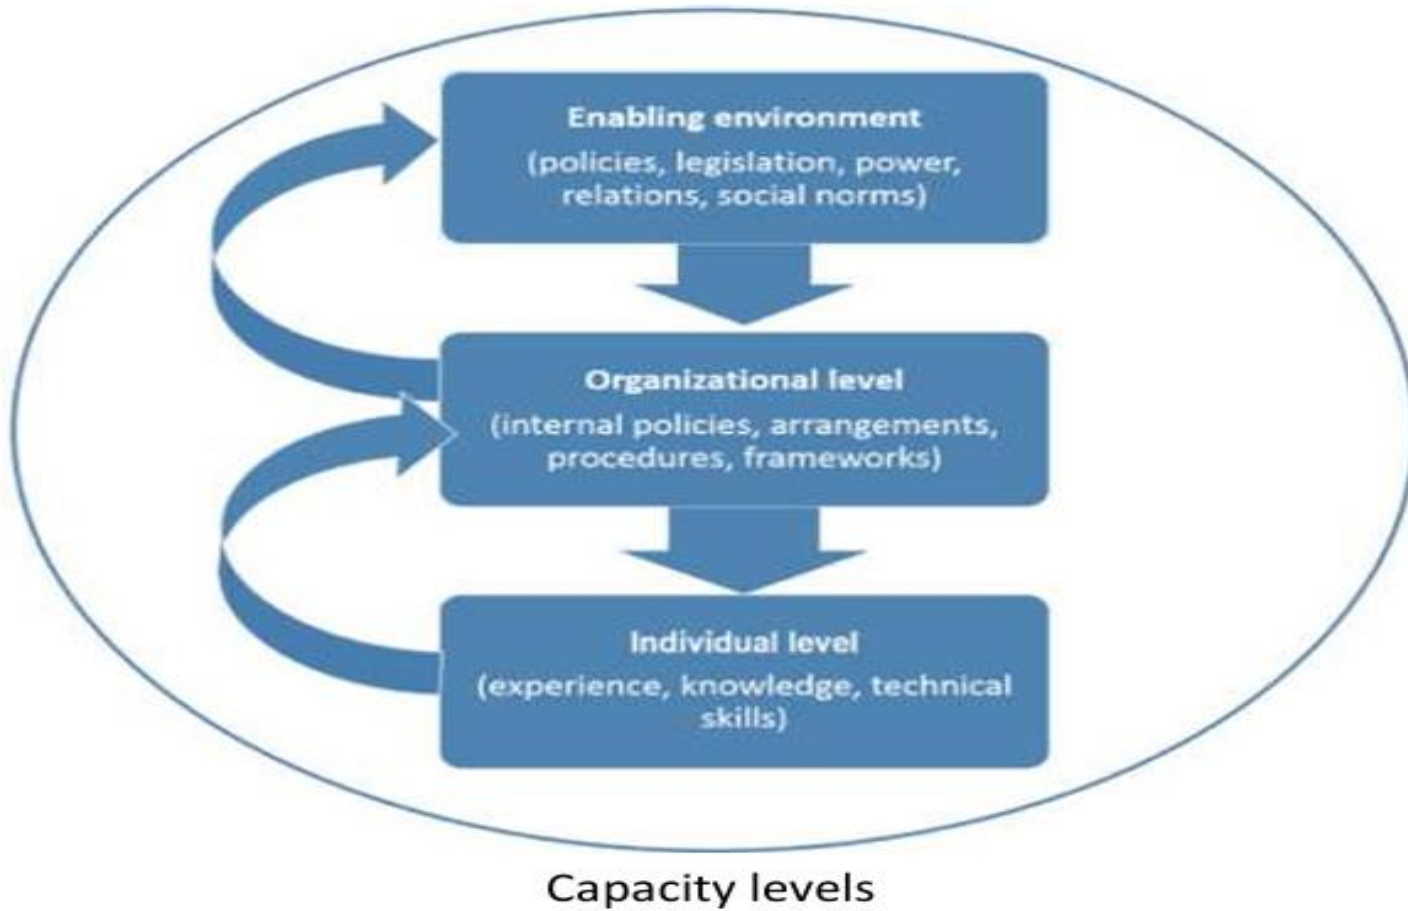 Enabling environment
(policies, legislation, power,
relations, social norms)
Organizational level
(internal policies, arrangements,
procedures, frameworks)
Individual level
(experience, knowledge, technical
skills)
Capacity levels